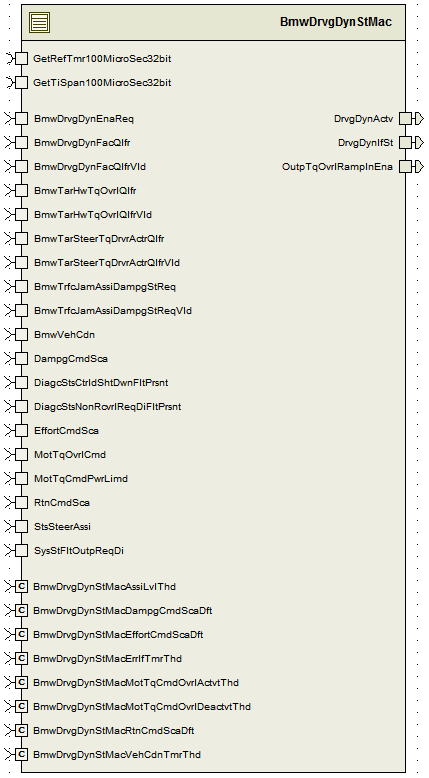 BmwDrvgDynStMac
GetRefTmr100MicroSec32bit
GetTiSpan100MicroSec32bit
BmwDrvgDynEnaReq DrvgDynActv
BmwDrvgDynFacQlfr DrvgDynIfSt
BmwDrvgDynFacQlfrVld OutpTqOvrlRampInEna
BmwTarHwTqOvrlQlfr
BmwTarHwTqOvrlQlfrVld
BmwTarSteerTqDrvrActrQlfr
BmwTarSteerTqDrvrActrQlfrVld
BmwTrfcJamAssiDampgStReq
BmwTrfcJamAssiDampgStReqVld
BmwVehCdn
DampgCmdSca
DiagcStsCtrldShtDwnFltPrsnt
DiagcStsNonRcvrlReqDiFltPrsnt
EffortCmdSca
MotTqOvrlCmd
MotTqCmdPwrLimd
RtnCmdSca
StsSteerAssi
SysStFltOutpReqDi
C BmwDrvgDynStMacAssiLvlThd
C BmwDrvgDynStMacDampgCmdScaDft
C BmwDrvgDynStMacEffortCmdScaDft
C BmwDrvgDynStMacErrIfTmrThd
C BmwDrvgDynStMacMotTqCmdOvrlActvtThd
C BmwDrvgDynStMacMotTqCmdOvrlDeactvtThd
C BmwDrvgDynStMacRtnCmdScaDft
C BmwDrvgDynStMacVehCdnTmrThd